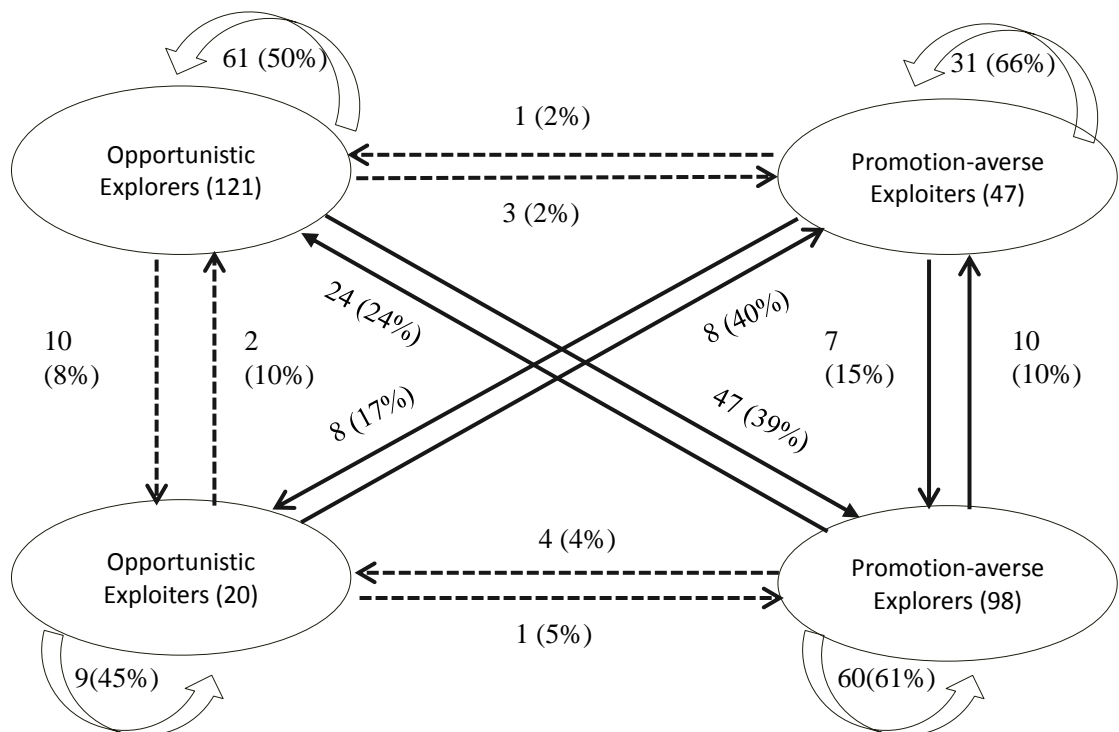 61 (50%)
31 (66%)
1 (2%)
Opportunistic
Explorers (121)
Promotion-averse
Exploiters (47)
3 (2%)
24 (24%)
8 (40%)
10
(8%)
2
(10%)
7
(15%)
10
(10%)
8 (17%)
47 (39%)
4 (4%)
Opportunistic
Exploiters (20)
Promotion-averse
Explorers (98)
1 (5%)
9(45%)
60(61%)